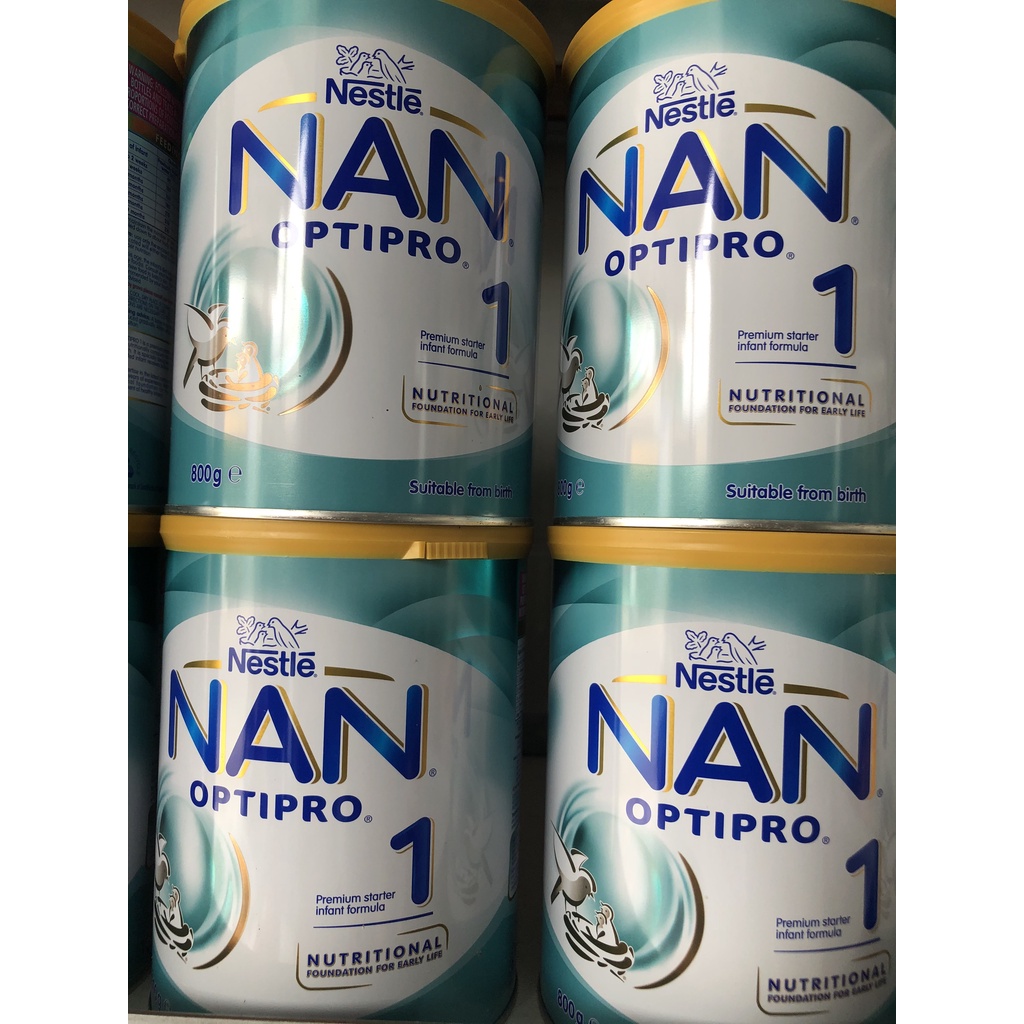 Nestlé
NAN
OPTIPRO®
1
Premium starter
infant formula
NUTRITIONAL
FOUNDATION FOR EARLY LIFE
800g e
Suitable from birth
Nestlé
NAN®
OPTIPRO®
1
Premium starter
infant formula
NUTRITIONAL
FOUNDATION FOR EARLY LIFE
Suitable from birth
Nestlé
NAN®
OPTIPRO®
1
Premium starter
infant formula
NUTRITIONAL
FOUNDATION FOR EARLY LIFE
Nestlé
NAN
OPTIPRO®
1
Premium starter
infant formula
NUTRITIONAL
FOUNDATION FOR EARLY LIFE
800g